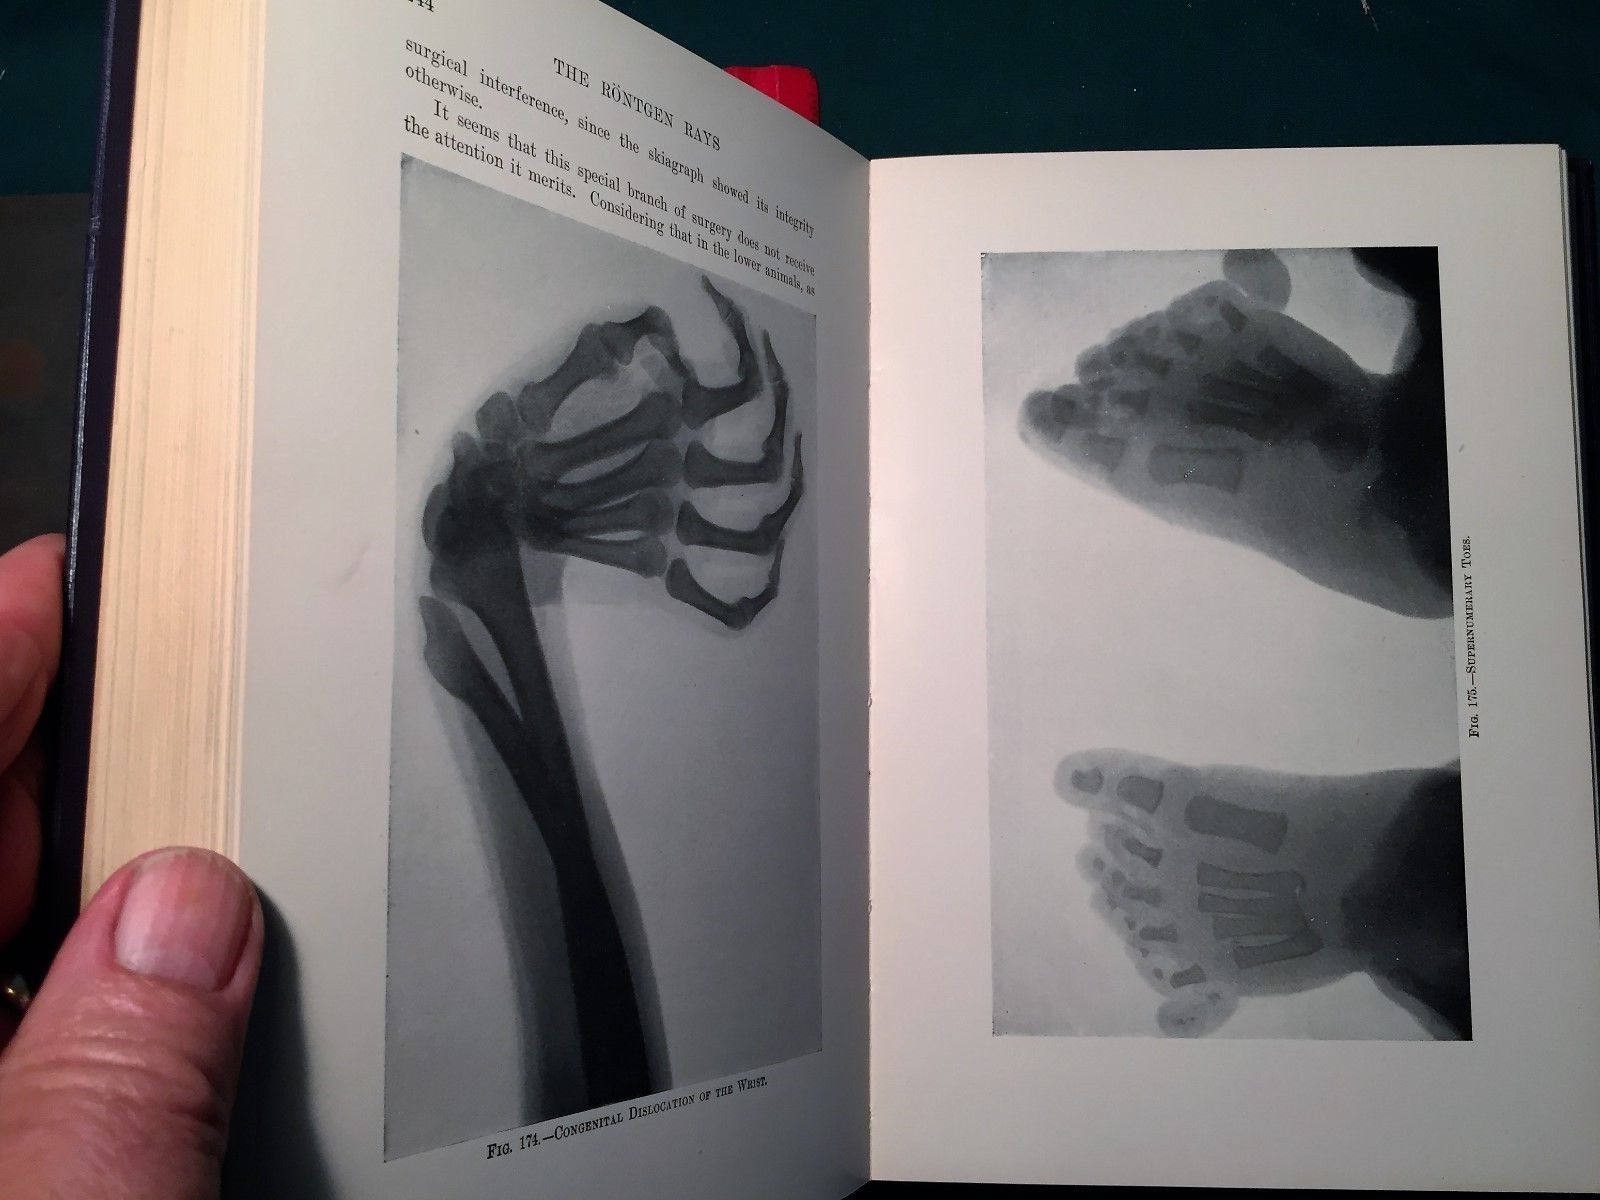 44
THE RÖNTGEN RAYS
surgical interference, since the skiagraph showed its integrity
otherwise.
It seems that this special branch of surgery does not receive
the attention it merits. Considering that in the lower animals, as
FIG. 174.—CONGENITAL DISLOCATION OF THE WRIST.
FIG. 175.—SUPERNUMERARY TOES.